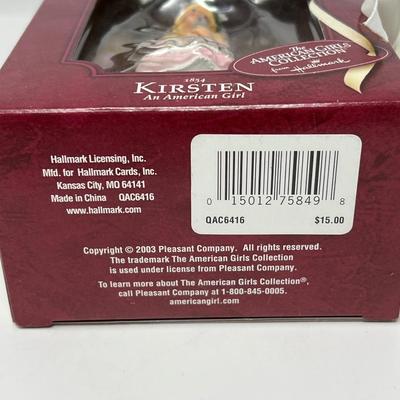 The
AMERICAN GIRLS
COLLECTION
from Hallmark
1854
KIRSTEN
An American Girl
Hallmark Licensing, Inc.
Mfd. for Hallmark Cards, Inc.
Kansas City, MO 64141
Made in China QAC6416
www.hallmark.com
0 15012 75849 8
QAC6416 $15.00
Copyright © 2003 Pleasant Company. All rights reserved.
The trademark The American Girls Collection
is used under license from Pleasant Company.
To learn more about The American Girls Collection®,
call Pleasant Company at 1-800-845-0005.
americangirl.com